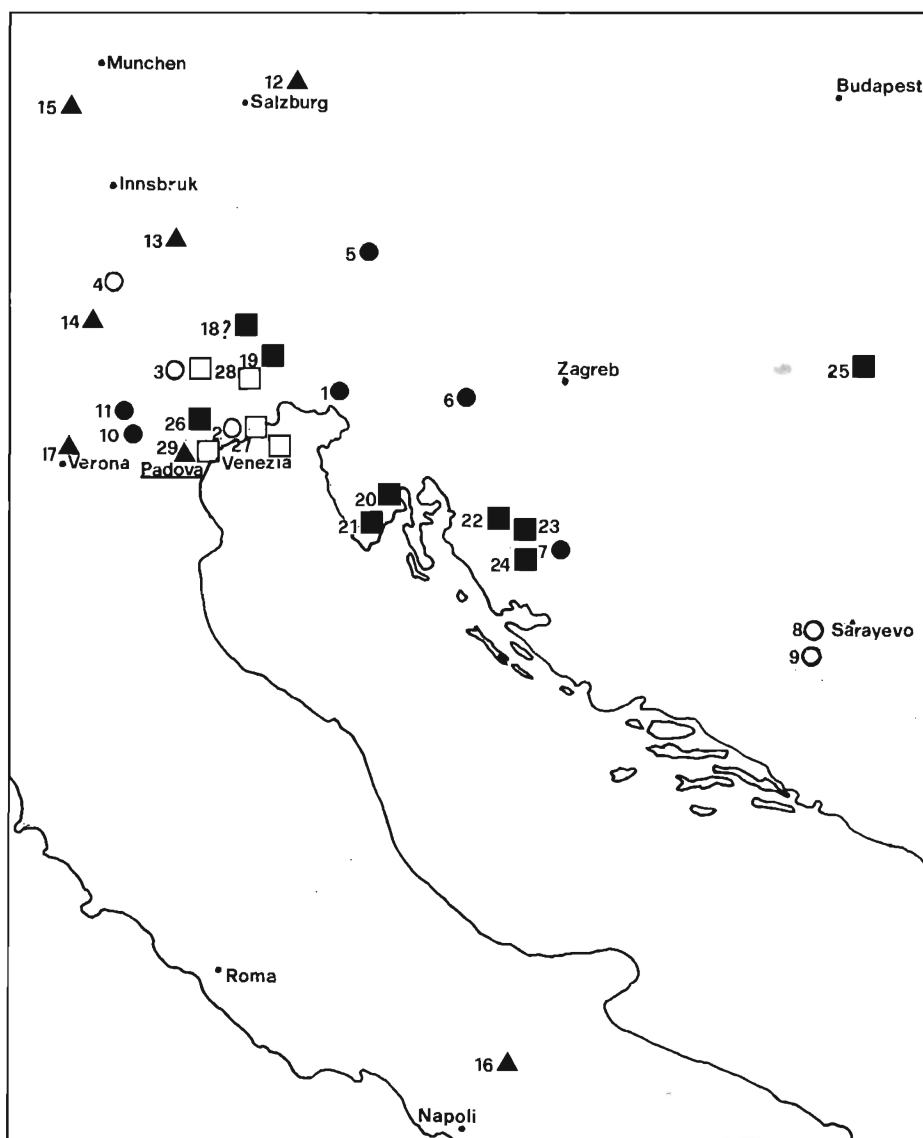 Munchen
12
Salzburg
Budapest
15
Innsbruk
13
5
4
14
18?
19
3
28
25
Zagreb
1
6
11
26
2
10
27
17
29
Verona
Padova
Venezia
20
21
22
23
7
24
8
Sarayevo
9
Roma
16
Napoli